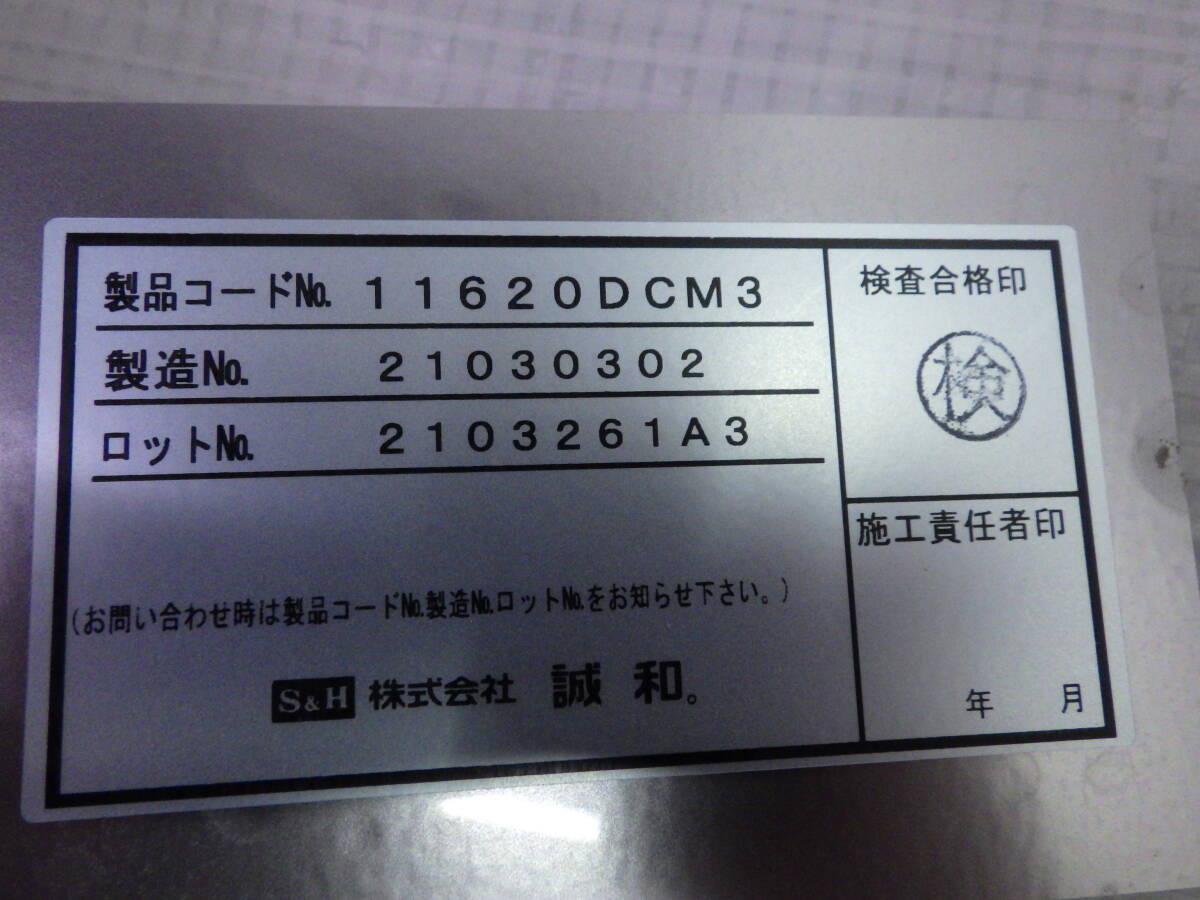 製品コード№. 11620DCM3
製造№. 21030302
ロット№. 2103261A3
(お問い合わせ時は製品コード№.製造№.ロット№.をお知らせ下さい。)
S&H 株式会社 誠和。
検査合格印
検
施工責任者印
年 月